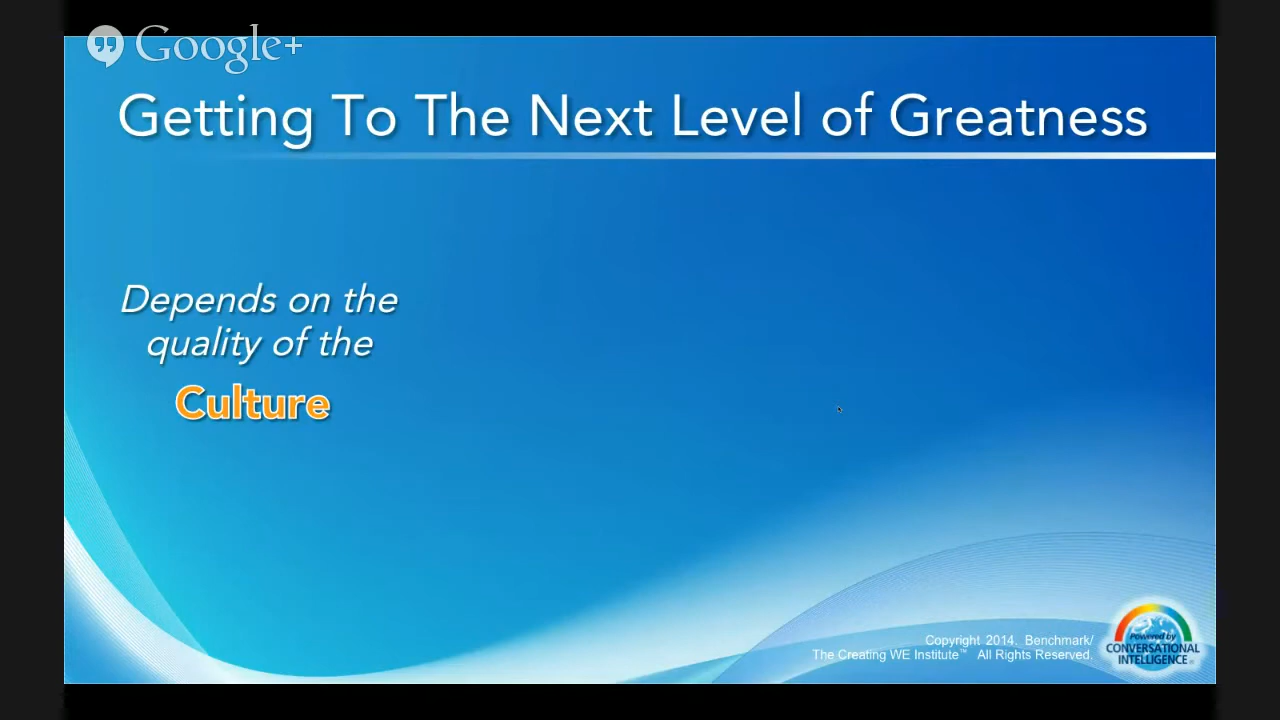 Google+
Getting To The Next Level of Greatness
Depends on the
quality of the
Culture
Copyright 2014. Benchmark/
The Creating WE Institute™ All Rights Reserved.
Powered by
CONVERSATIONAL
INTELLIGENCE®